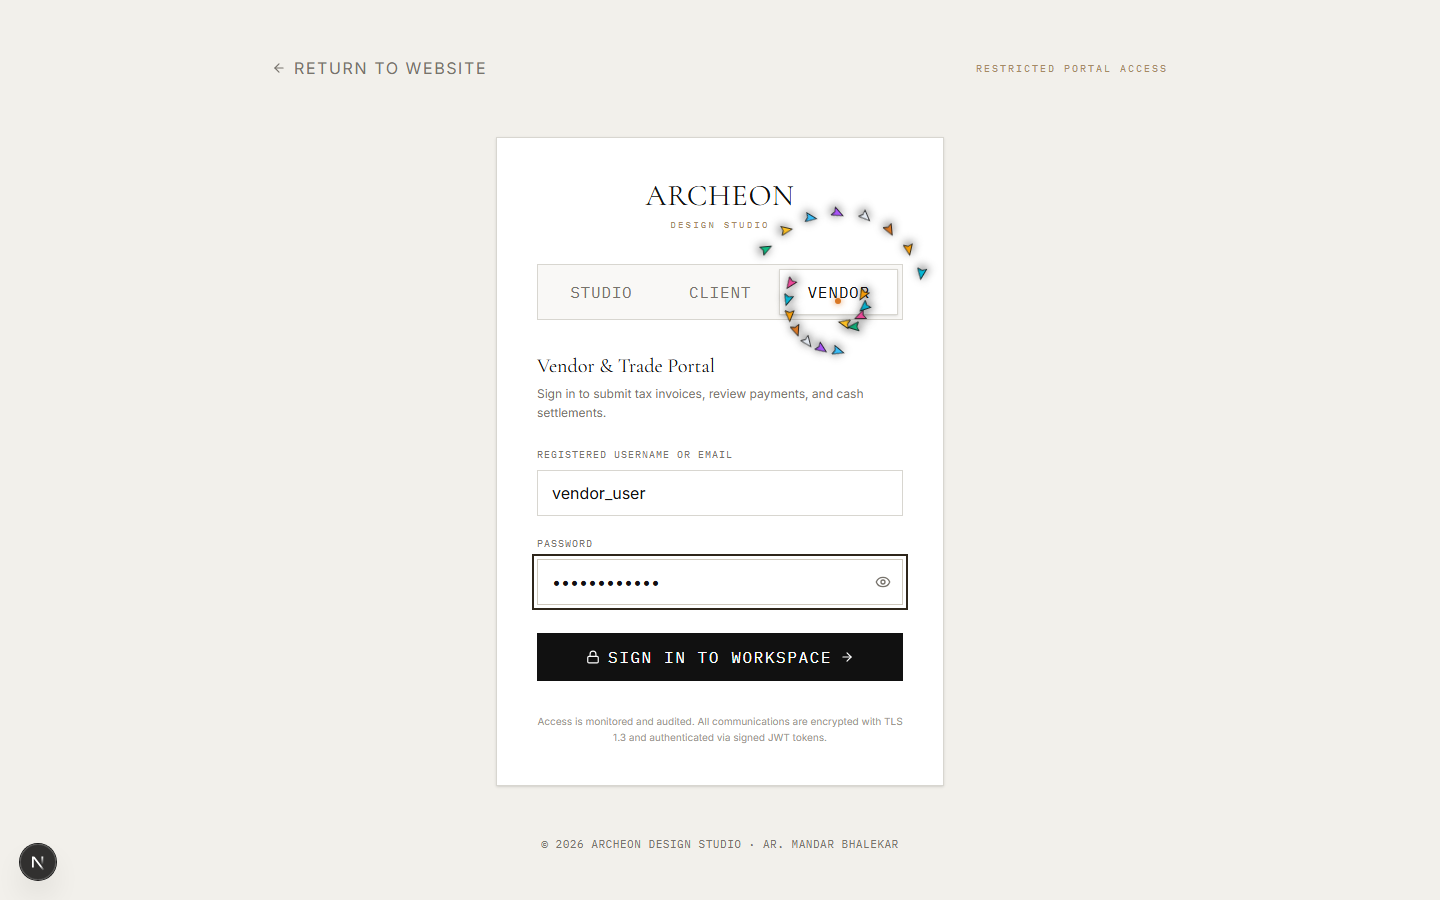 ← RETURN TO WEBSITE
RESTRICTED PORTAL ACCESS
ARCHEON
DESIGN STUDIO
STUDIO
CLIENT
VENDOR
Vendor & Trade Portal
Sign in to submit tax invoices, review payments, and cash
settlements.
REGISTERED USERNAME OR EMAIL
vendor_user
PASSWORD
••••••••••••
SIGN IN TO WORKSPACE →
Access is monitored and audited. All communications are encrypted with TLS
1.3 and authenticated via signed JWT tokens.
© 2026 ARCHEON DESIGN STUDIO · AR. MANDAR BHALEKAR
N